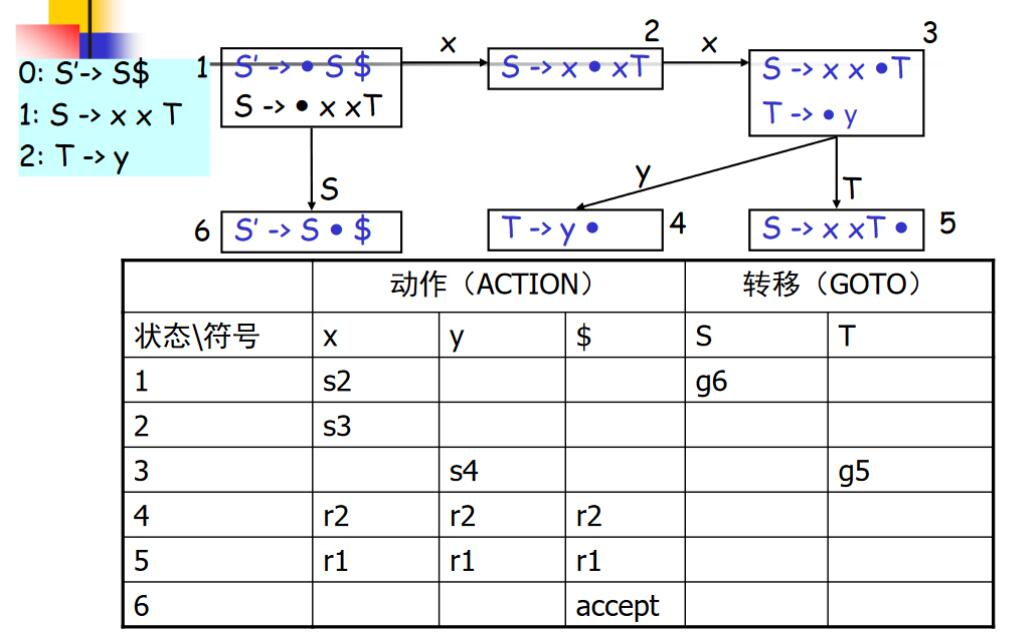 0: S'-> S$
1: S -> x x T
2: T -> y
1
S' -> • S $
S -> • x xT
x
2
S -> x • xT
x
3
S -> x x •T
T -> • y
S
y
T
6
S' -> S • $
T -> y •
4
S -> x xT •
5
动作（ACTION） 转移（GOTO）
状态\符号 x y $ S T
1 s2 g6
2 s3
3 s4 g5
4 r2 r2 r2
5 r1 r1 r1
6 accept